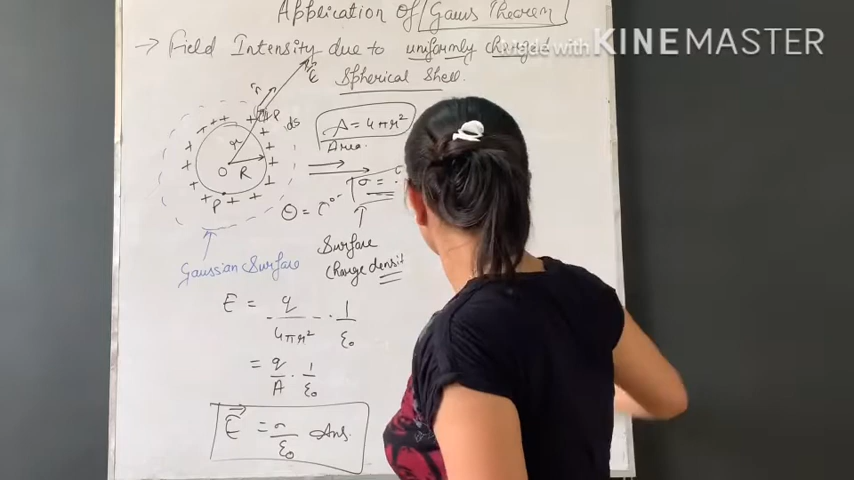 Application of Gauss Theorem
→ Field Intensity due to uniformly charged
Made with KINEMASTER
Spherical Shell.
A = 4πr²
Area.
ds
P
r
O R
σ =
P
θ = 0°
Surface
Charge density
Gaussian Surface
E = q/4πr² · 1/ε₀
= q/A · 1/ε₀
E = σ/ε₀ Ans.